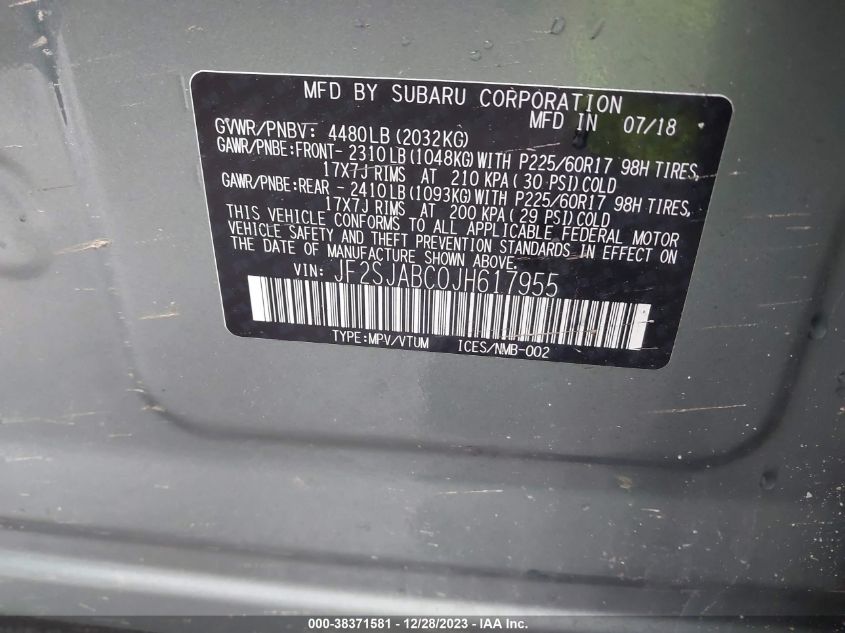 MFD BY SUBARU CORPORATION
MFD IN 07/18
GVWR/PNBV: 4480LB(2032KG)
GAWR/PNBE:FRONT- 2310LB(1048KG)WITH P225/60R17 98H TIRES,
17X7J RIMS AT 210 KPA(30 PSI)COLD
GAWR/PNBE:REAR - 2410LB(1093KG)WITH P225/60R17 98H TIRES,
17X7J RIMS AT 200 KPA(29 PSI)COLD
THIS VEHICLE CONFORMS TO ALL APPLICABLE FEDERAL MOTOR
VEHICLE SAFETY AND THEFT PREVENTION STANDARDS IN EFFECT ON
THE DATE OF MANUFACTURE SHOWN ABOVE.
VIN: JF2SJABC0JH617955
TYPE:MPV/VTUM ICES/NMB-002
000-38371581 - 12/28/2023 - IAA Inc.